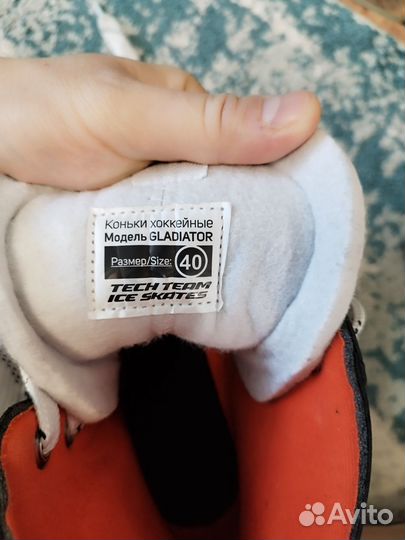 Коньки хоккейные
Модель GLADIATOR
Размер/Size: 40
TECH TEAM
ICE SKATES
Avito